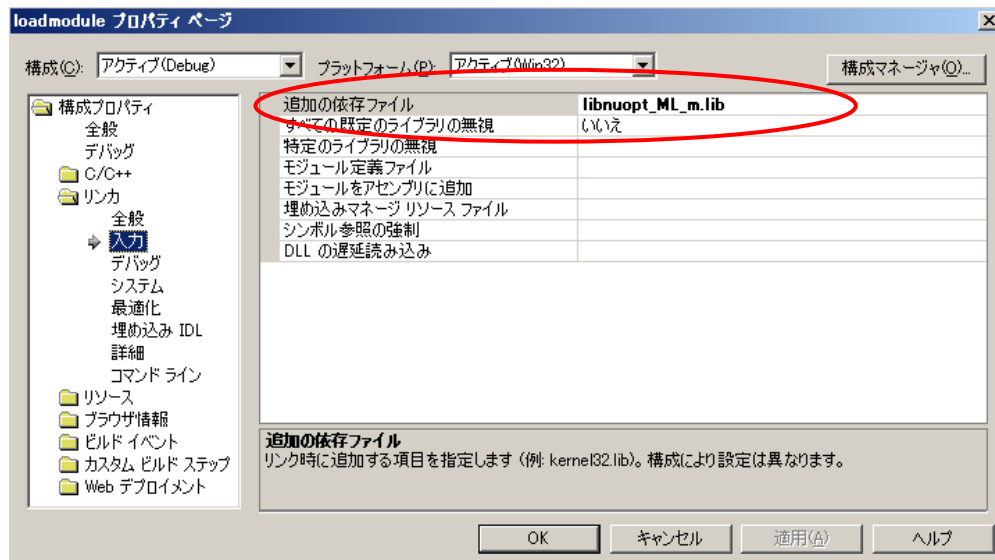 loadmodule プロパティ ページ
構成(C): アクティブ(Debug) プラットフォーム(P): アクティブ(Win32) 構成マネージャ(O)...
構成プロパティ
全般
デバッグ
C/C++
リンカ
全般
入力
デバッグ
システム
最適化
埋め込み IDL
詳細
コマンド ライン
リソース
ブラウザ情報
ビルド イベント
カスタム ビルド ステップ
Web デプロイメント
追加の依存ファイル libnuopt_ML_m.lib
すべての既定のライブラリの無視 いいえ
特定のライブラリの無視
モジュール定義ファイル
モジュールをアセンブリに追加
埋め込みマネージ リソース ファイル
シンボル参照の強制
DLL の遅延読み込み
追加の依存ファイル
リンク時に追加する項目を指定します (例: kernel32.lib)。構成により設定は異なります。
OK キャンセル 適用(A) ヘルプ